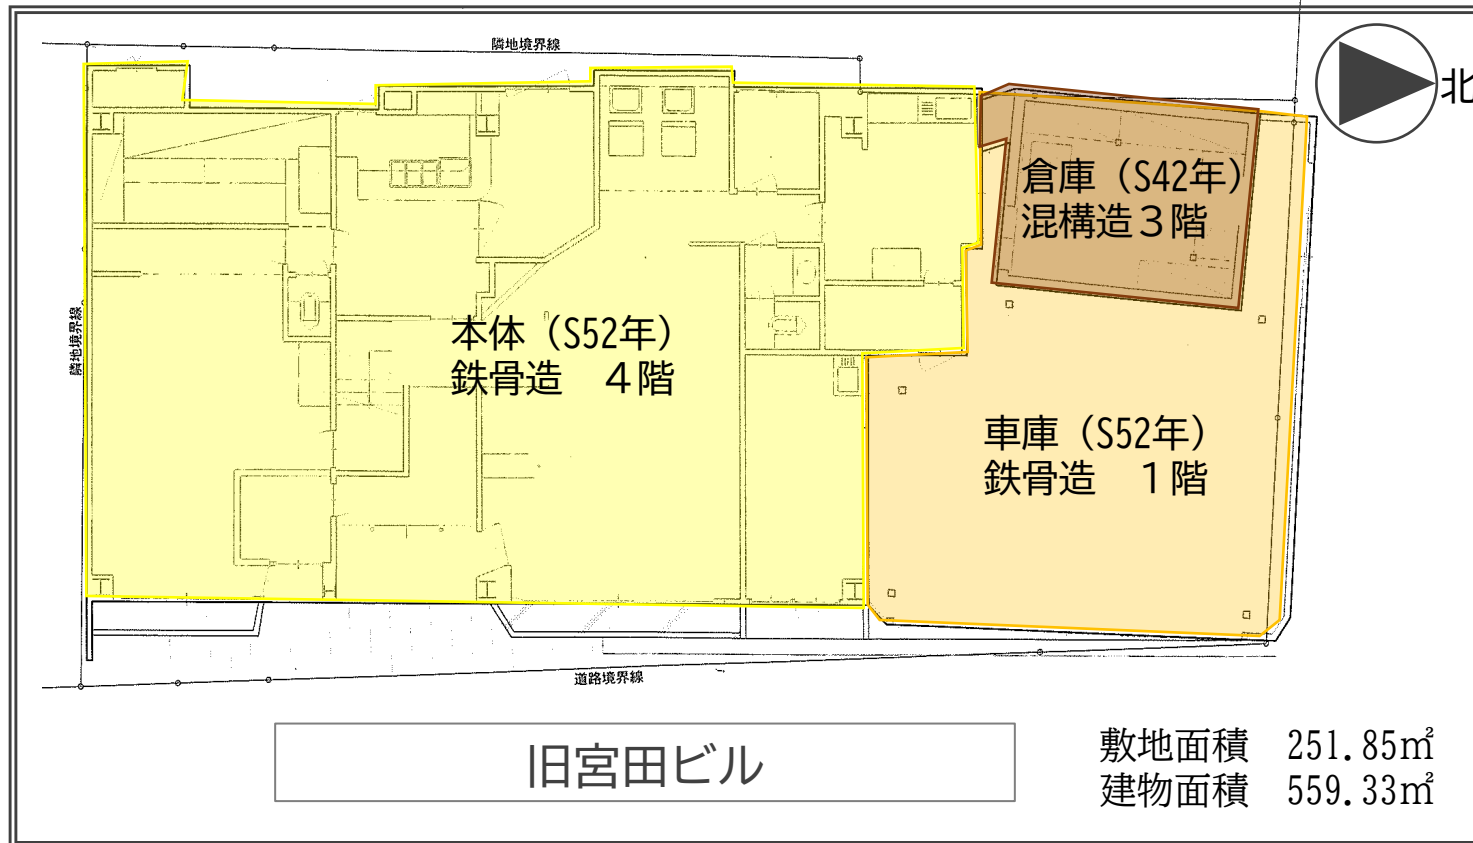 隣地境界線
北
倉庫（S42年）
混構造３階
隣地境界線
本体（S52年）
鉄骨造　４階
車庫（S52年）
鉄骨造　１階
道路境界線
旧宮田ビル
敷地面積　251.85㎡
建物面積　559.33㎡